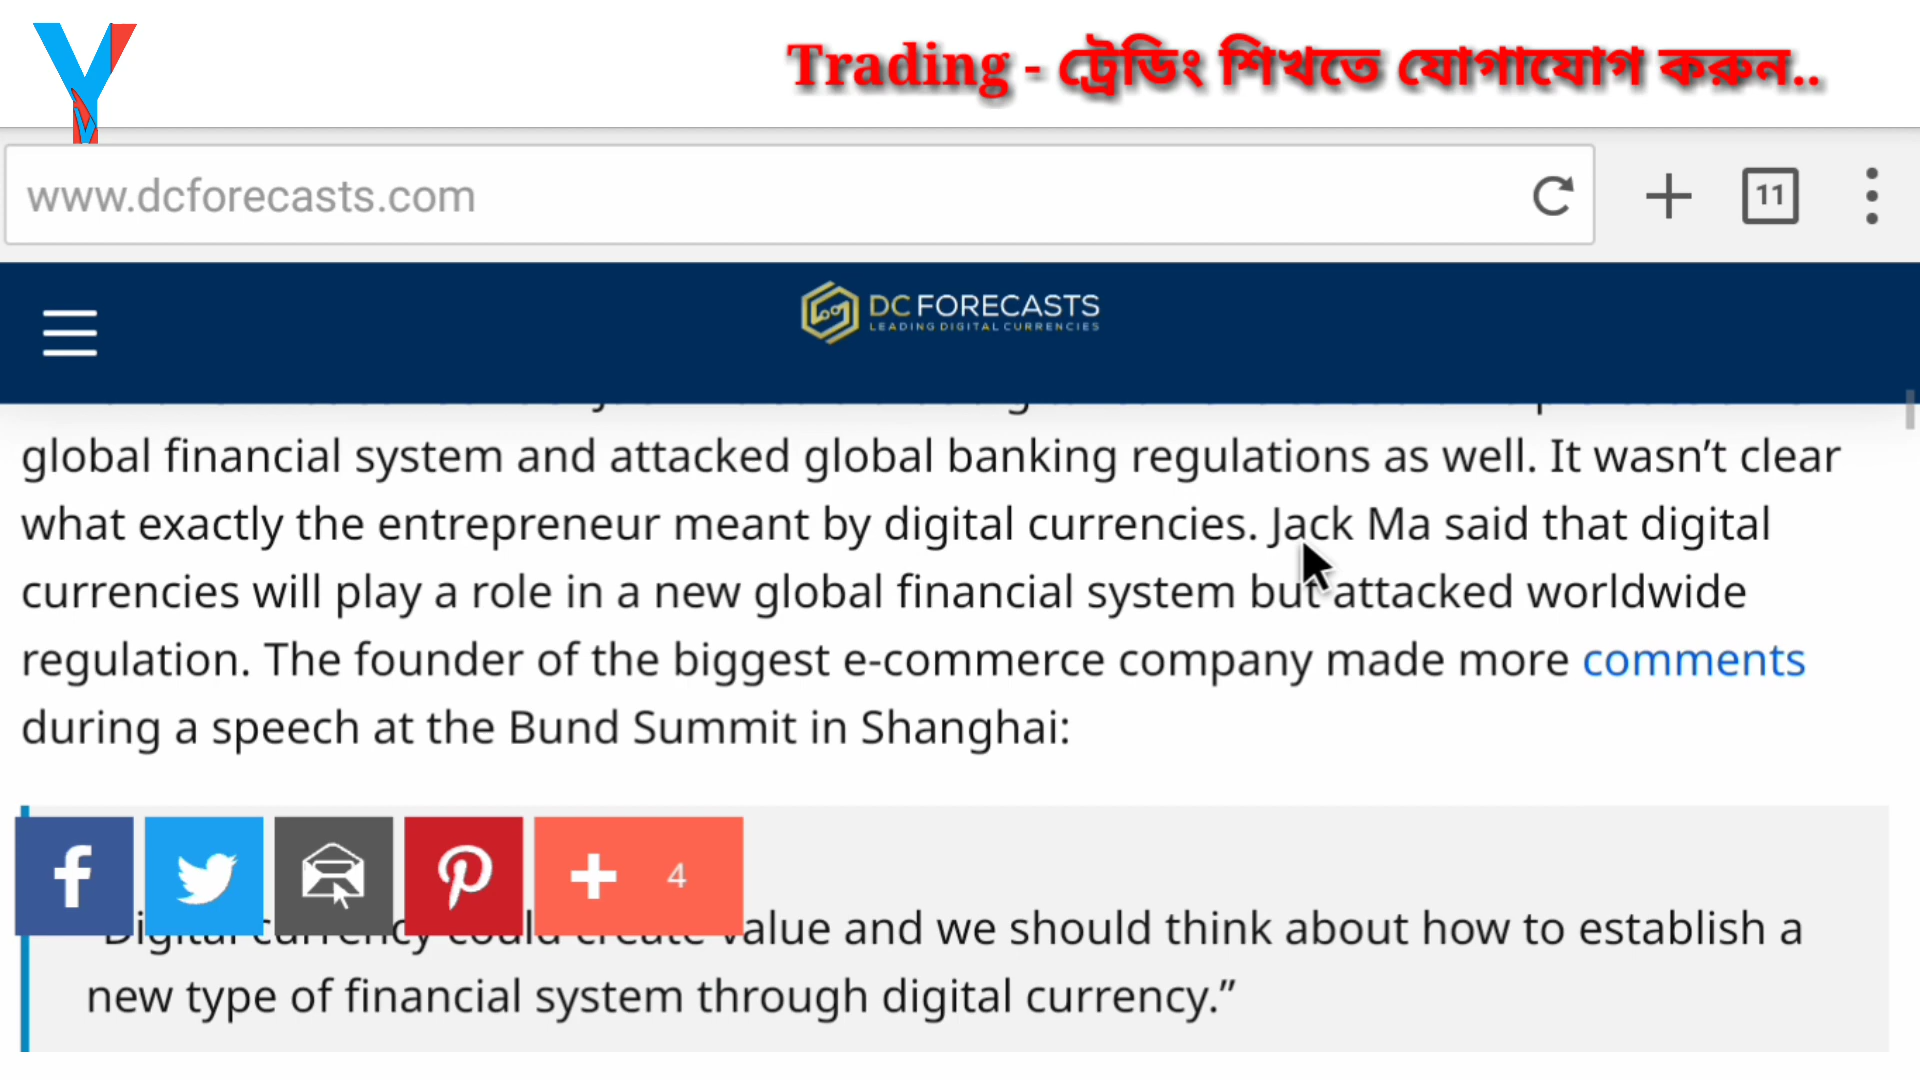 Trading - ট্রেডিং শিখতে যোগাযোগ করুন..
www.dcforecasts.com
11
DC FORECASTS
LEADING DIGITAL CURRENCIES
global financial system and attacked global banking regulations as well. It wasn’t clear
what exactly the entrepreneur meant by digital currencies. Jack Ma said that digital
currencies will play a role in a new global financial system but attacked worldwide
regulation. The founder of the biggest e-commerce company made more comments
during a speech at the Bund Summit in Shanghai:
4
“Digital currency could create value and we should think about how to establish a
new type of financial system through digital currency.”